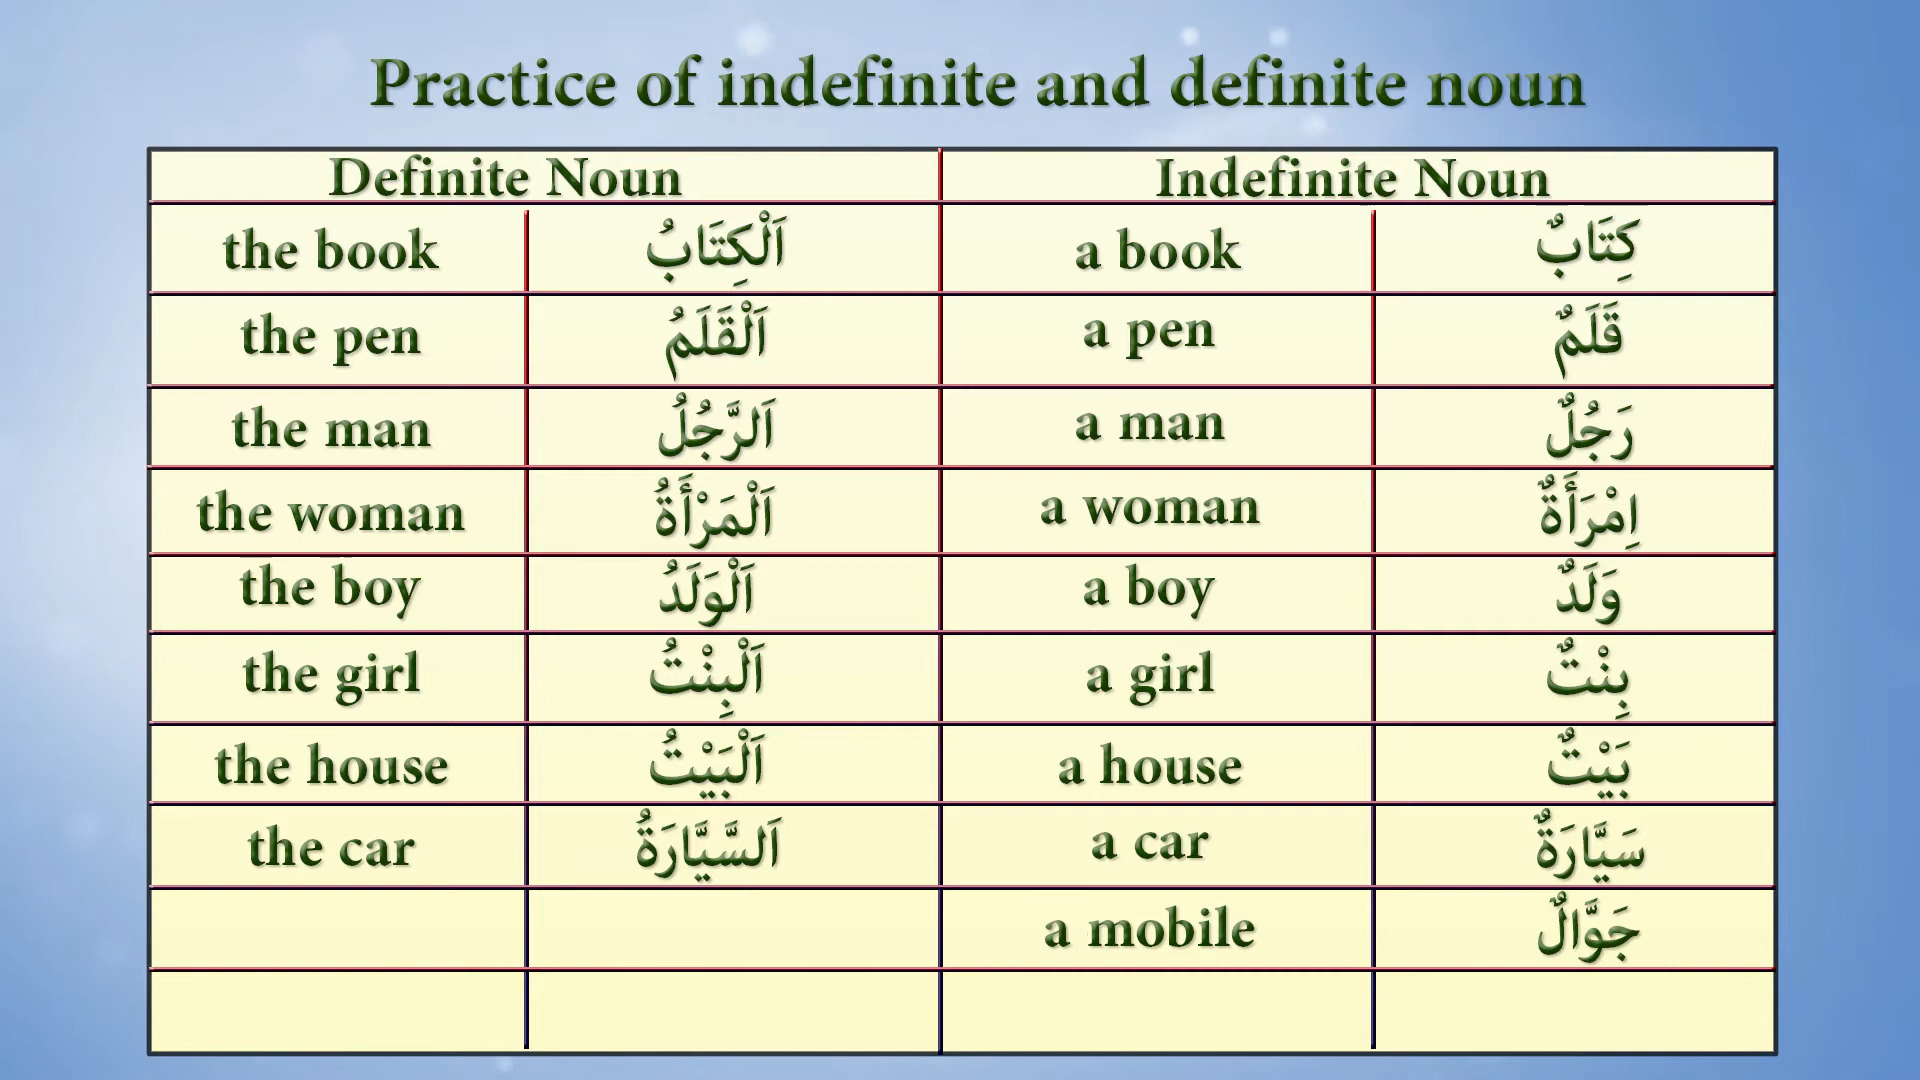 Practice of indefinite and definite noun
Definite Noun Indefinite Noun
the book اَلْكِتَابُ a book كِتَابٌ
the pen اَلْقَلَمُ a pen قَلَمٌ
the man اَلرَّجُلُ a man رَجُلٌ
the woman اَلْمَرْأَةُ a woman اِمْرَأَةٌ
the boy اَلْوَلَدُ a boy وَلَدٌ
the girl اَلْبِنْتُ a girl بِنْتٌ
the house اَلْبَيْتُ a house بَيْتٌ
the car اَلسَّيَّارَةُ a car سَيَّارَةٌ
a mobile جَوَّالٌ